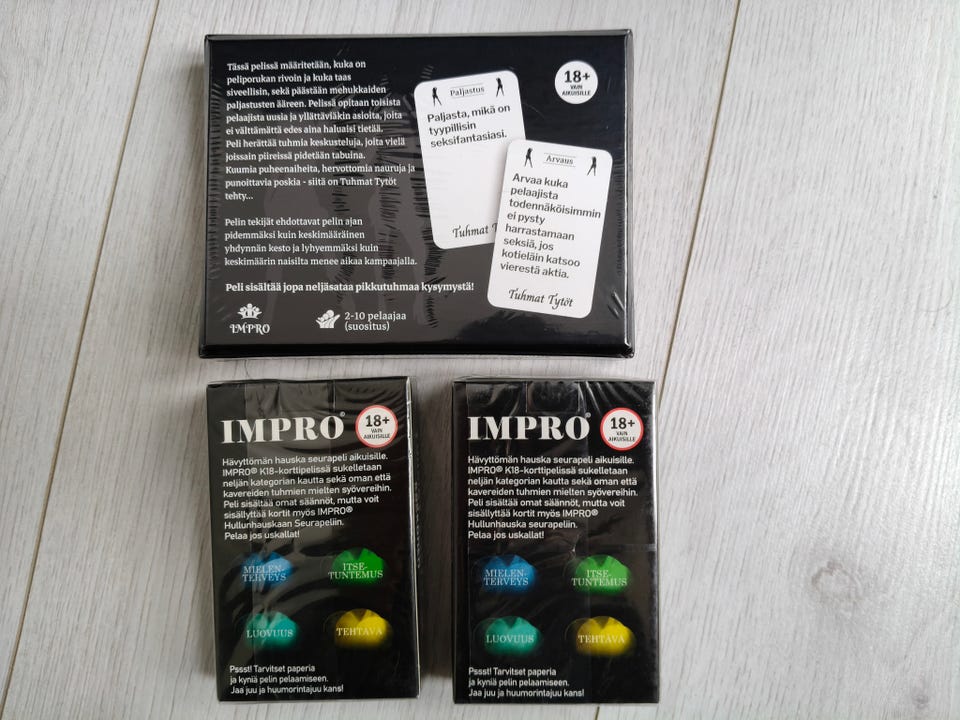 Tässä pelissä määritetään, kuka on
peliporukan rivoin ja kuka taas
siveellisin, sekä päästään mehukkaiden
paljastusten ääreen. Pelissä opitaan toisista
pelaajista uusia ja yllättäviäkin asioita, joita
ei välttämättä edes aina haluaisi tietää.
Peli herättää tuhmia keskusteluja, joita vielä
joissain piireissä pidetään tabuina.
Kuumia puheenaiheita, hervottomia nauruja ja
punoittavia poskia - siitä on Tuhmat Tytöt
tehty...
Pelin tekijät ehdottavat pelin ajan
pidemmäksi kuin keskimääräinen
yhdynnän kesto ja lyhyemmäksi kuin
keskimäärin naisilta menee aikaa kampaajalla.
Peli sisältää jopa neljäsataa pikkutuhmaa kysymystä!
IMPRO
2-10 pelaajaa
(suositus)
18+
VAIN
AIKUISILLE
Paljastus
Paljasta, mikä on
tyypillisin
seksifantasiasi.
Tuhmat T
Arvaus
Arvaa kuka
pelaajista
todennäköisimmin
ei pysty
harrastamaan
seksiä, jos
kotieläin katsoo
vierestä aktia.
Tuhmat Tytöt
IMPRO®
18+
VAIN
AIKUISILLE
Hävyttömän hauska seurapeli aikuisille.
IMPRO® K18-korttipelissä sukelletaan
neljän kategorian kautta sekä oman että
kavereiden tuhmien mielten syövereihin.
Peli sisältää omat säännöt, mutta voit
sisällyttää kortit myös IMPRO®
Hullunhauskaan Seurapeliin.
Pelaa jos uskallat!
MIELEN-
TERVEYS
ITSE-
TUNTEMUS
LUOVUUS
TEHTÄVÄ
Pssst! Tarvitset paperia
ja kyniä pelin pelaamiseen.
Jaa juu ja huumorintajuu kans!
IMPRO®
18+
VAIN
AIKUISILLE
Hävyttömän hauska seurapeli aikuisille.
IMPRO® K18-korttipelissä sukelletaan
neljän kategorian kautta sekä oman että
kavereiden tuhmien mielten syövereihin.
Peli sisältää omat säännöt, mutta voit
sisällyttää kortit myös IMPRO®
Hullunhauska seurapeliin.
Pelaa jos uskallat!
MIELEN-
TERVEYS
ITSE-
TUNTEMUS
LUOVUUS
TEHTÄVÄ
Pssst! Tarvitset paperia
ja kyniä pelin pelaamiseen.
Jaa juu ja huumorintajuu kans!